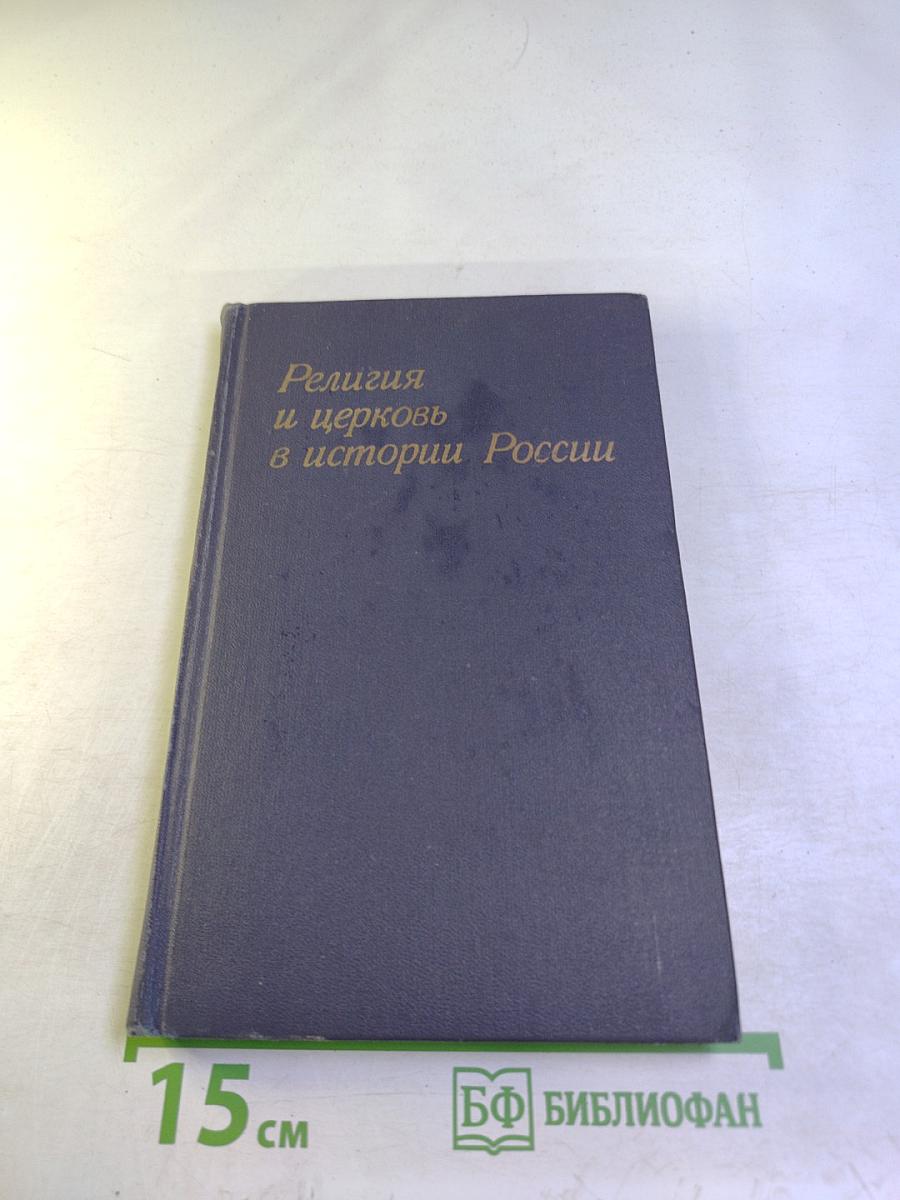 Религия
и церковь
в истории России
15 см
БФ БИБЛИОФАН